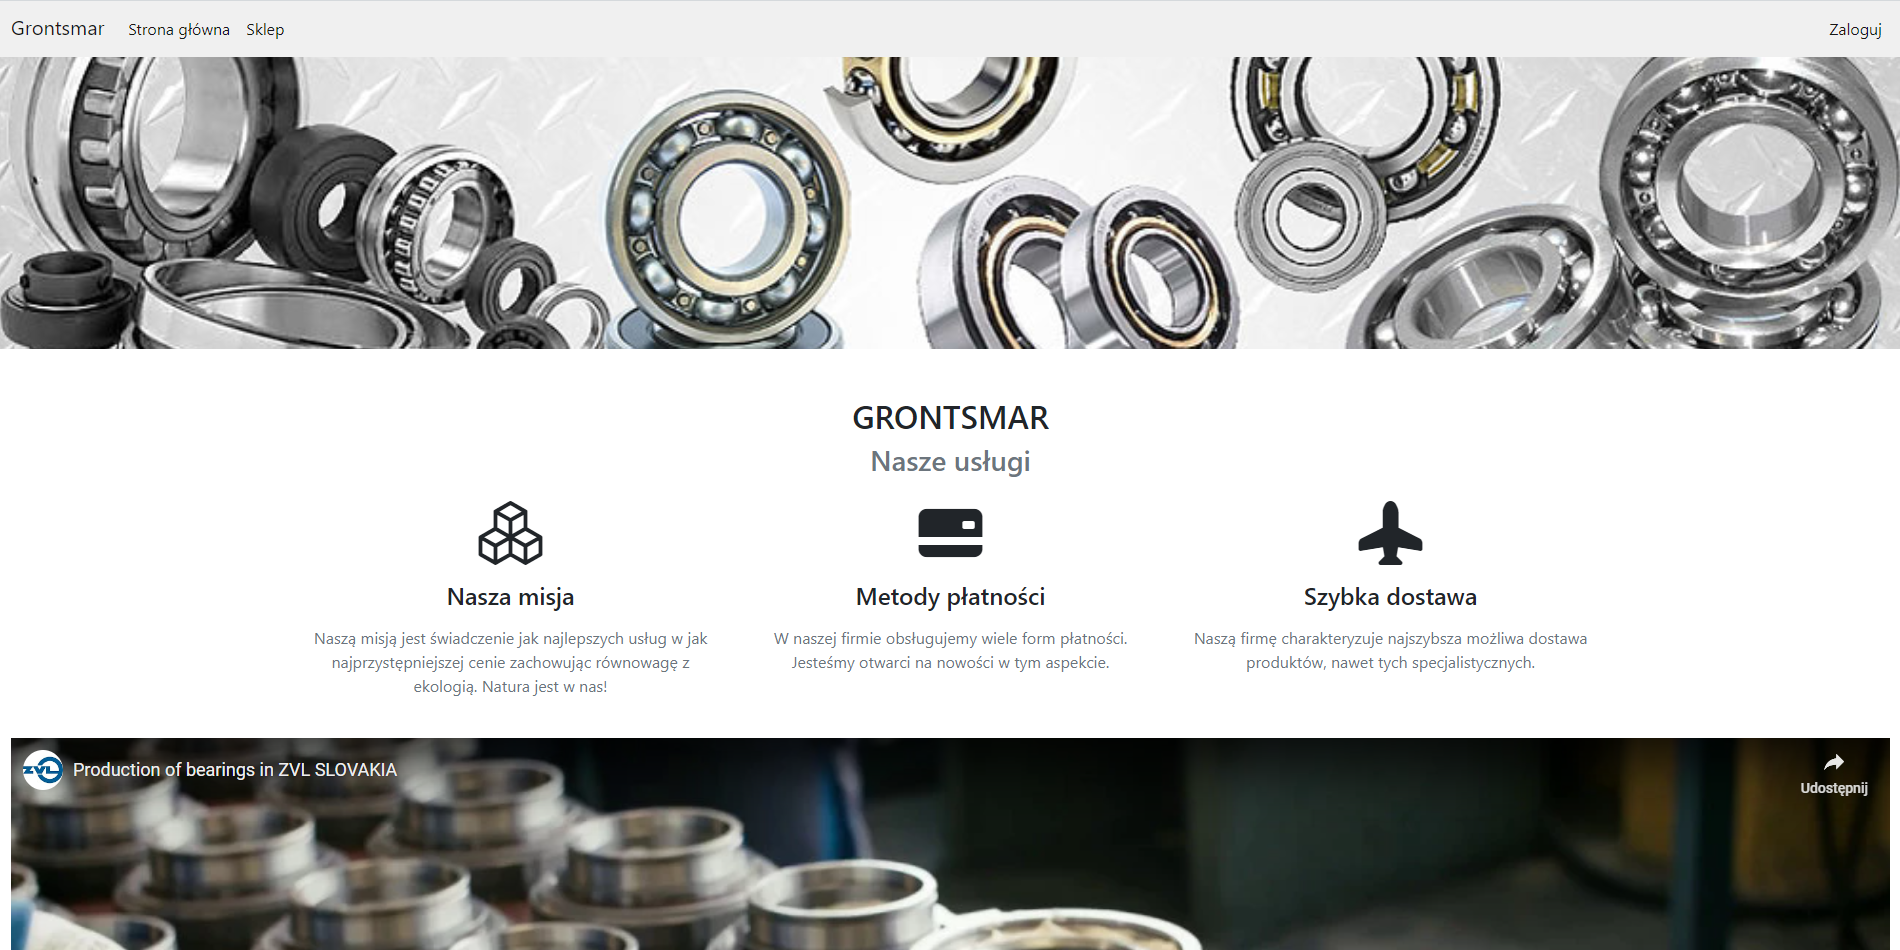 Grontsmar Strona główna Sklep Zaloguj
GRONTSMAR
Nasze usługi
Nasza misja
Naszą misją jest świadczenie jak najlepszych usług w jak
najprzystępniejszej cenie zachowując równowagę z
ekologią. Natura jest w nas!
Metody płatności
W naszej firmie obsługujemy wiele form płatności.
Jesteśmy otwarci na nowości w tym aspekcie.
Szybka dostawa
Naszą firmę charakteryzuje najszybsza możliwa dostawa
produktów, nawet tych specjalistycznych.
ZVL
Production of bearings in ZVL SLOVAKIA
Udostępnij